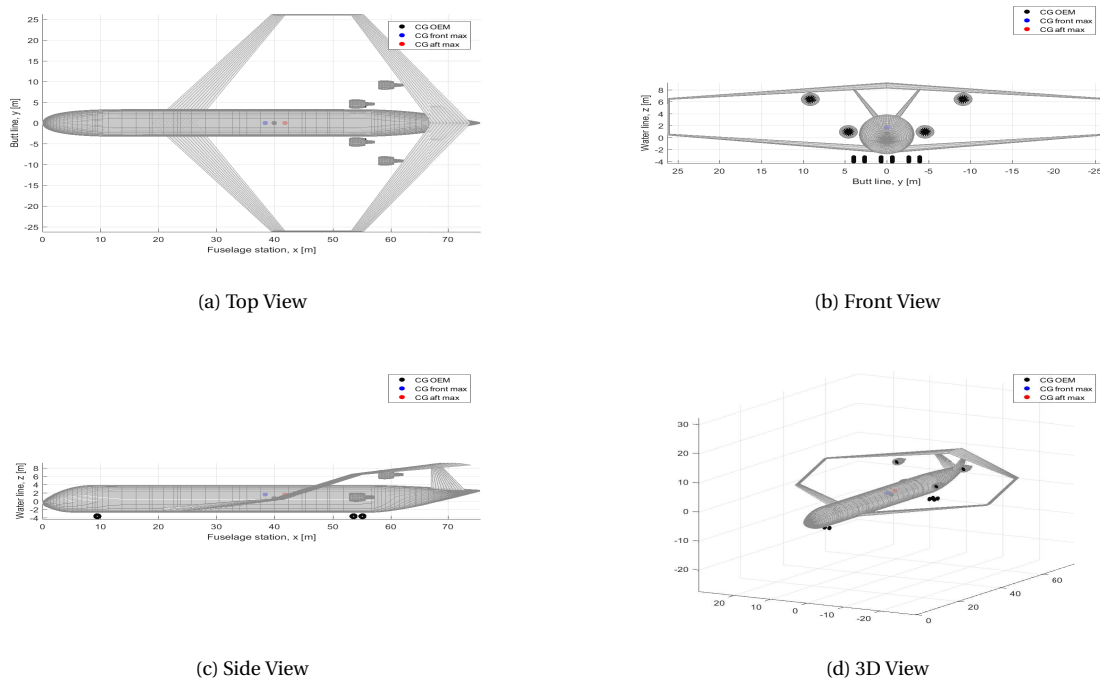 25
20
15
10
5
0
-5
-10
-15
-20
-25
Butt line, y [m]
0 10 20 30 40 50 60 70
Fuselage station, x [m]
CG OEM
CG front max
CG aft max
(a) Top View
CG OEM
CG front max
CG aft max
8
6
4
2
0
-2
-4
Water line, z [m]
25 20 15 10 5 0 -5 -10 -15 -20 -25
Butt line, y [m]
(b) Front View
CG OEM
CG front max
CG aft max
8
6
4
2
0
-2
-4
Water line, z [m]
0 10 20 30 40 50 60 70
Fuselage station, x [m]
(c) Side View
CG OEM
CG front max
CG aft max
30
20
10
0
-10
-20
20 10 0 -10 -20
0 20 40 60
(d) 3D View